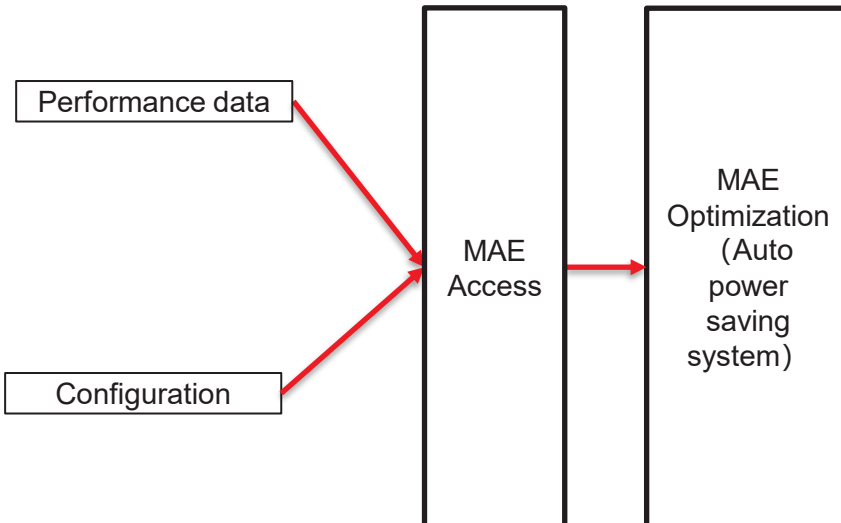 Performance data
Configuration
MAE
Access
MAE
Optimization
（Auto
power
saving
system）